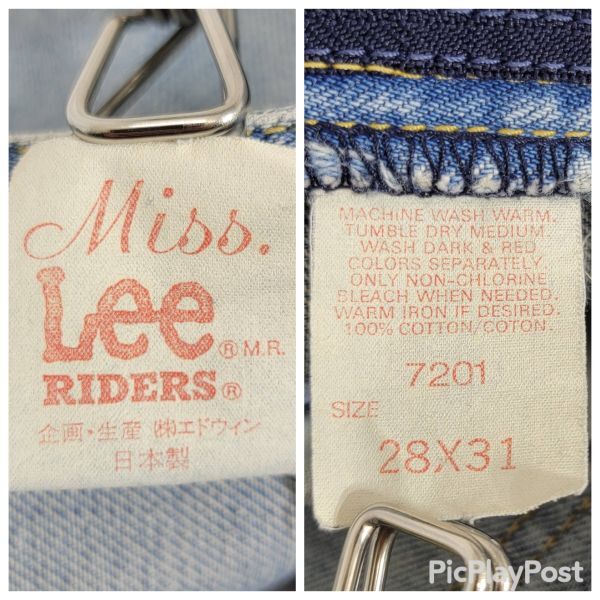 Miss.
Lee ® M.R.
RIDERS®
企画・生産 ㈱エドウィン
日本製
MACHINE WASH WARM.
TUMBLE DRY MEDIUM.
WASH DARK & RED
COLORS SEPARATELY.
ONLY NON-CHLORINE
BLEACH WHEN NEEDED.
WARM IRON IF DESIRED.
100% COTTON/COTON.
7201
SIZE
28X31
PicPlayPost